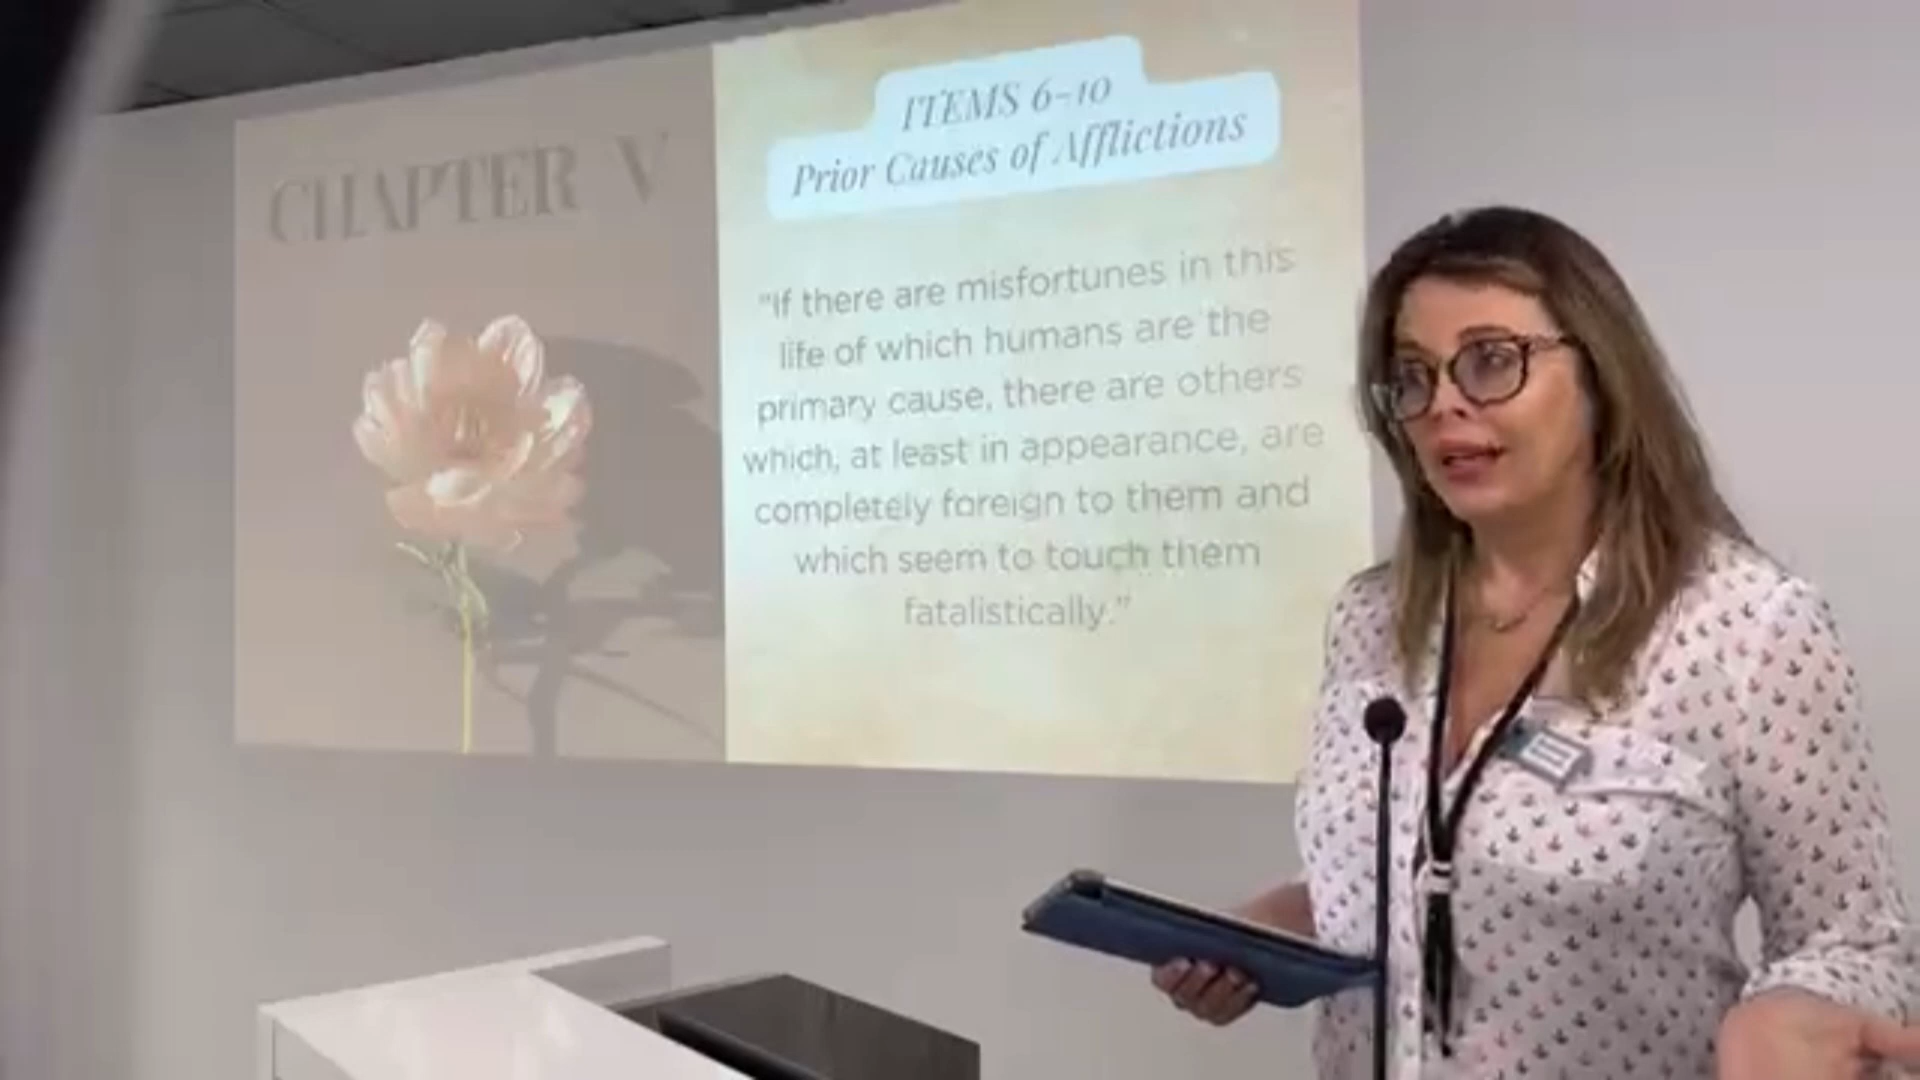 CHAPTER V
ITEMS 6-10
Prior Causes of Afflictions
"If there are misfortunes in this
life of which humans are the
primary cause, there are others
which, at least in appearance, are
completely foreign to them and
which seem to touch them
fatalistically."